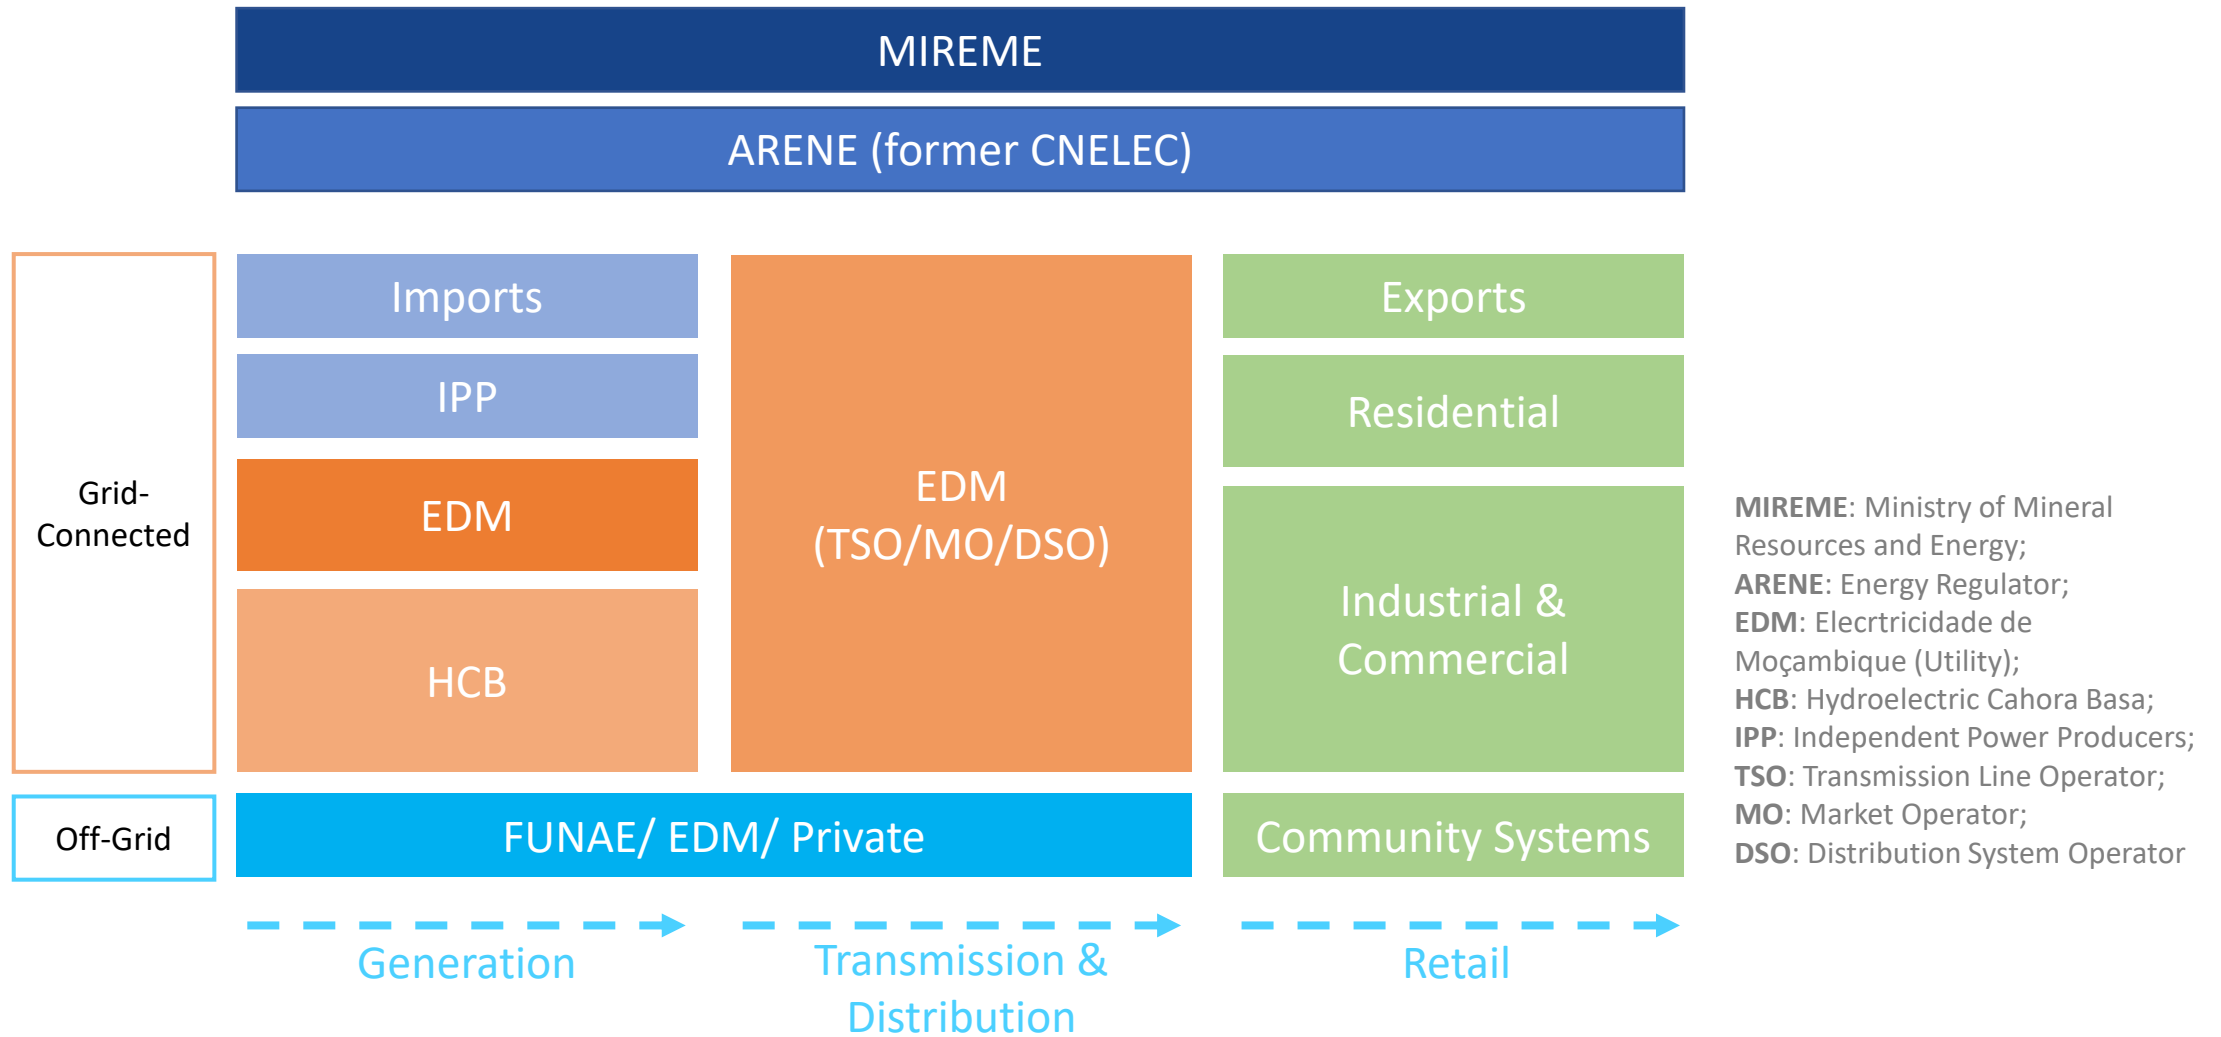 MIREME
ARENE (former CNELEC)
Grid-
Connected
Imports
IPP
EDM
HCB
EDM
(TSO/MO/DSO)
Exports
Residential
Industrial &
Commercial
Off-Grid
FUNAE/ EDM/ Private
Community Systems
Generation
Transmission &
Distribution
Retail
MIREME: Ministry of Mineral
Resources and Energy;
ARENE: Energy Regulator;
EDM: Elecrtricidade de
Moçambique (Utility);
HCB: Hydroelectric Cahora Basa;
IPP: Independent Power Producers;
TSO: Transmission Line Operator;
MO: Market Operator;
DSO: Distribution System Operator